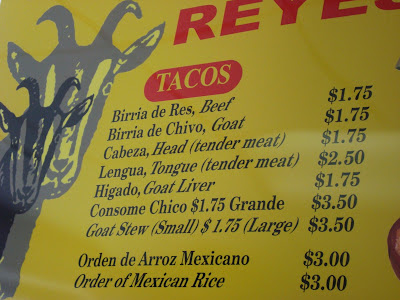 REYES
TACOS
Birria de Res, Beef $1.75
Birria de Chivo, Goat $1.75
Cabeza, Head (tender meat) $1.75
Lengua, Tongue (tender meat) $2.50
Higado, Goat Liver $1.75
Consome Chico $1.75 Grande $3.50
Goat Stew (Small) $ 1.75 (Large) $3.50
Orden de Arroz Mexicano $3.00
Order of Mexican Rice $3.00